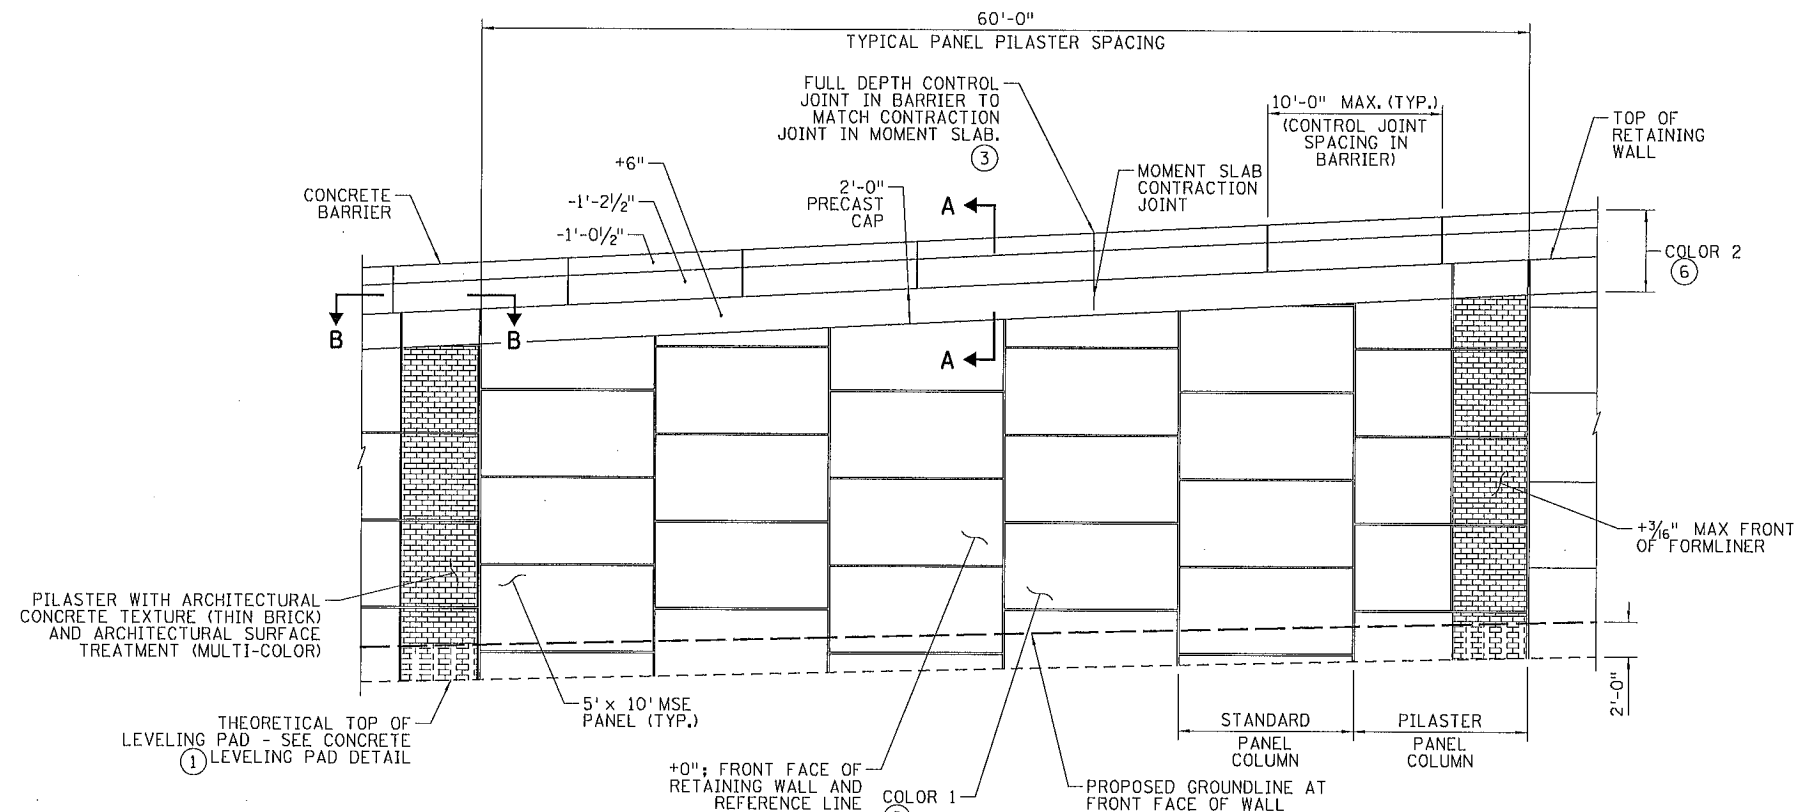 60'-0"
TYPICAL PANEL PILASTER SPACING
FULL DEPTH CONTROL
JOINT IN BARRIER TO
MATCH CONTRACTION
JOINT IN MOMENT SLAB.
3
10'-0" MAX. (TYP.)
(CONTROL JOINT
SPACING IN
BARRIER)
TOP OF
RETAINING
WALL
+6"
-1'-2½"
-1'-0½"
2'-0"
PRECAST
CAP
A
MOMENT SLAB
CONTRACTION
JOINT
CONCRETE
BARRIER
COLOR 2
6
B
B
A
+3/16" MAX FRONT
OF FORMLINER
PILASTER WITH ARCHITECTURAL
CONCRETE TEXTURE (THIN BRICK)
AND ARCHITECTURAL SURFACE
TREATMENT (MULTI-COLOR)
5' x 10' MSE
PANEL (TYP.)
2'-0"
THEORETICAL TOP OF
LEVELING PAD - SEE CONCRETE
1 LEVELING PAD DETAIL
STANDARD
PANEL
COLUMN
PILASTER
PANEL
COLUMN
+0"; FRONT FACE OF
RETAINING WALL AND
REFERENCE LINE
COLOR 1
PROPOSED GROUNDLINE AT
FRONT FACE OF WALL